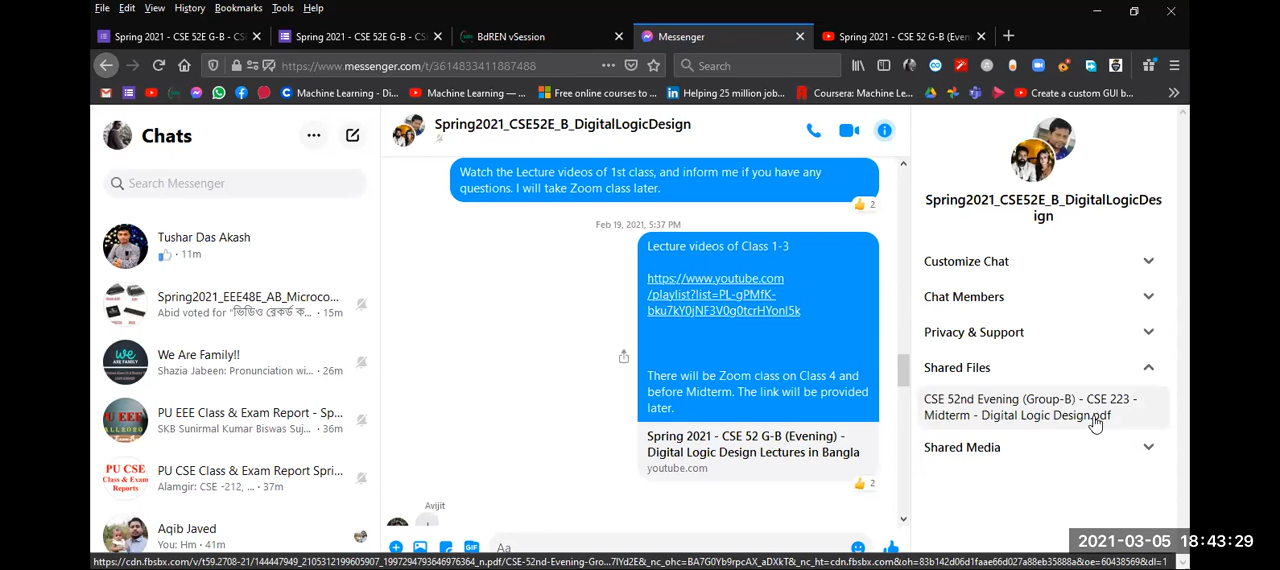 File Edit View History Bookmarks Tools Help
Spring 2021 - CSE 52E G-B - CS
Spring 2021 - CSE 52E G-B - CS
BdREN vSession
Messenger
Spring 2021 - CSE 52 G-B (Even
https://www.messenger.com/t/3614833411887488
Search
Machine Learning - Di...
Machine Learning —...
Free online courses fo...
Helping 25 million job...
Coursera: Machine Le...
Create a custom GUI b...
Chats
Search Messenger
Tushar Das Akash
11m
Spring2021_EEE48E_AB_Microco...
Abid voted for "ভিডিও রেকর্ড ক... · 15m
We Are Family!!
Shazia Jabeen: Pronunciation wi... · 26m
PU EEE Class & Exam Report - Sp...
SKB Sunirmal Kumar Biswas Suj... · 36m
PU CSE Class & Exam Report Spri...
Alamgir: CSE -212, ... · 37m
Aqib Javed
You: Hm · 41m
Spring2021_CSE52E_B_DigitalLogicDesign
Watch the Lecture videos of 1st class, and inform me if you have any
questions. I will take Zoom class later.
2
Feb 19, 2021, 5:37 PM
Lecture videos of Class 1-3
https://www.youtube.com
/playlist?list=PL-gPMfK-
bku7kY0jNF3V0g0tcrHYonI5k
There will be Zoom class on Class 4 and
before Midterm. The link will be provided
later.
Spring 2021 - CSE 52 G-B (Evening) -
Digital Logic Design Lectures in Bangla
youtube.com
2
Avijit
GIF
Aa
Spring2021_CSE52E_B_DigitalLogicDes
ign
Customize Chat
Chat Members
Privacy & Support
Shared Files
CSE 52nd Evening (Group-B) - CSE 223 -
Midterm - Digital Logic Design.pdf
Shared Media
2021-03-05 18:43:29